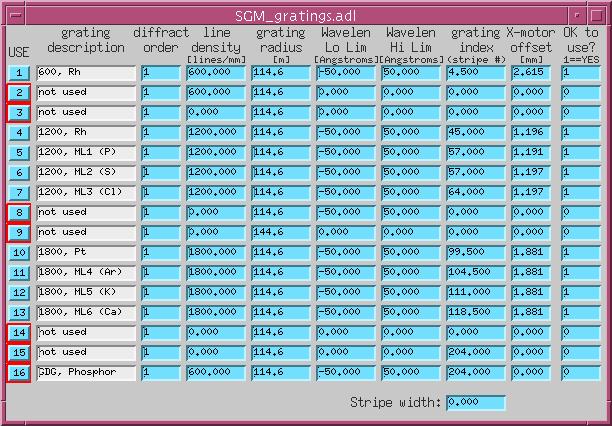 SGM_gratings.adl
grating diffract line grating Wavelen Wavelen grating X-motor OK to
USE description order density radius Lo Lim Hi Lim index offset use?
[lines/mm] [m] [Angstroms] [Angstroms] (stripe #) [mm] 1==YES
1 600, Rh 1 600.000 114.6 -50.000 50.000 4.500 2.615 1
2 not used 1 600.000 114.6 -50.000 50.000 0.000 0.000 0
3 not used 1 0.000 114.6 -50.000 50.000 0.000 0.000 0
4 1200, Rh 1 1200.000 114.6 -50.000 50.000 45.000 1.196 1
5 1200, ML1 (P) 1 1200.000 114.6 -50.000 50.000 57.000 1.191 1
6 1200, ML2 (S) 1 1200.000 114.6 -50.000 50.000 57.000 1.197 1
7 1200, ML3 (Cl) 1 1200.000 114.6 -50.000 50.000 64.000 1.197 1
8 not used 1 0.000 114.6 -50.000 50.000 0.000 0.000 0
9 not used 1 0.000 144.6 0.000 0.000 0.000 0.000 0
10 1800, Pt 1 1800.000 114.6 -50.000 50.000 99.500 1.881 1
11 1800, ML4 (Ar) 1 1800.000 114.6 -50.000 50.000 104.500 1.881 1
12 1800, ML5 (K) 1 1800.000 114.6 -50.000 50.000 111.000 1.881 1
13 1800, ML6 (Ca) 1 1800.000 114.6 -50.000 50.000 118.500 1.881 1
14 not used 1 0.000 114.6 0.000 0.000 0.000 0.000 0
15 not used 1 0.000 114.6 0.000 0.000 204.000 0.000 0
16 SDG, Phosphor 1 600.000 114.6 -50.000 50.000 204.000 0.000 0
Stripe width: 0.000